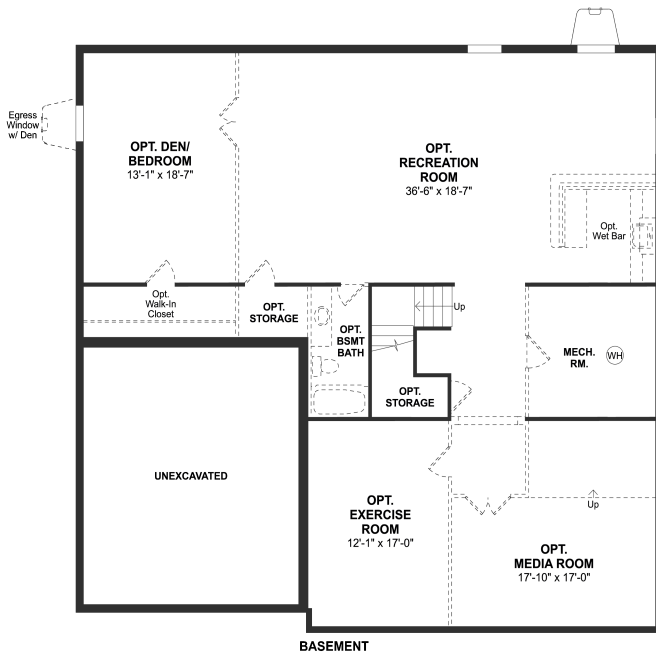 Egress
Window
w/ Den
OPT. DEN/
BEDROOM
13'-1" x 18'-7"
OPT.
RECREATION
ROOM
36'-6" x 18'-7"
Opt.
Wet Bar
Opt.
Walk-In
Closet
OPT.
STORAGE
OPT.
BSMT
BATH
Up
OPT.
STORAGE
MECH.
RM.
WH
UNEXCAVATED
OPT.
EXERCISE
ROOM
12'-1" x 17'-0"
Up
OPT.
MEDIA ROOM
17'-10" x 17'-0"
BASEMENT